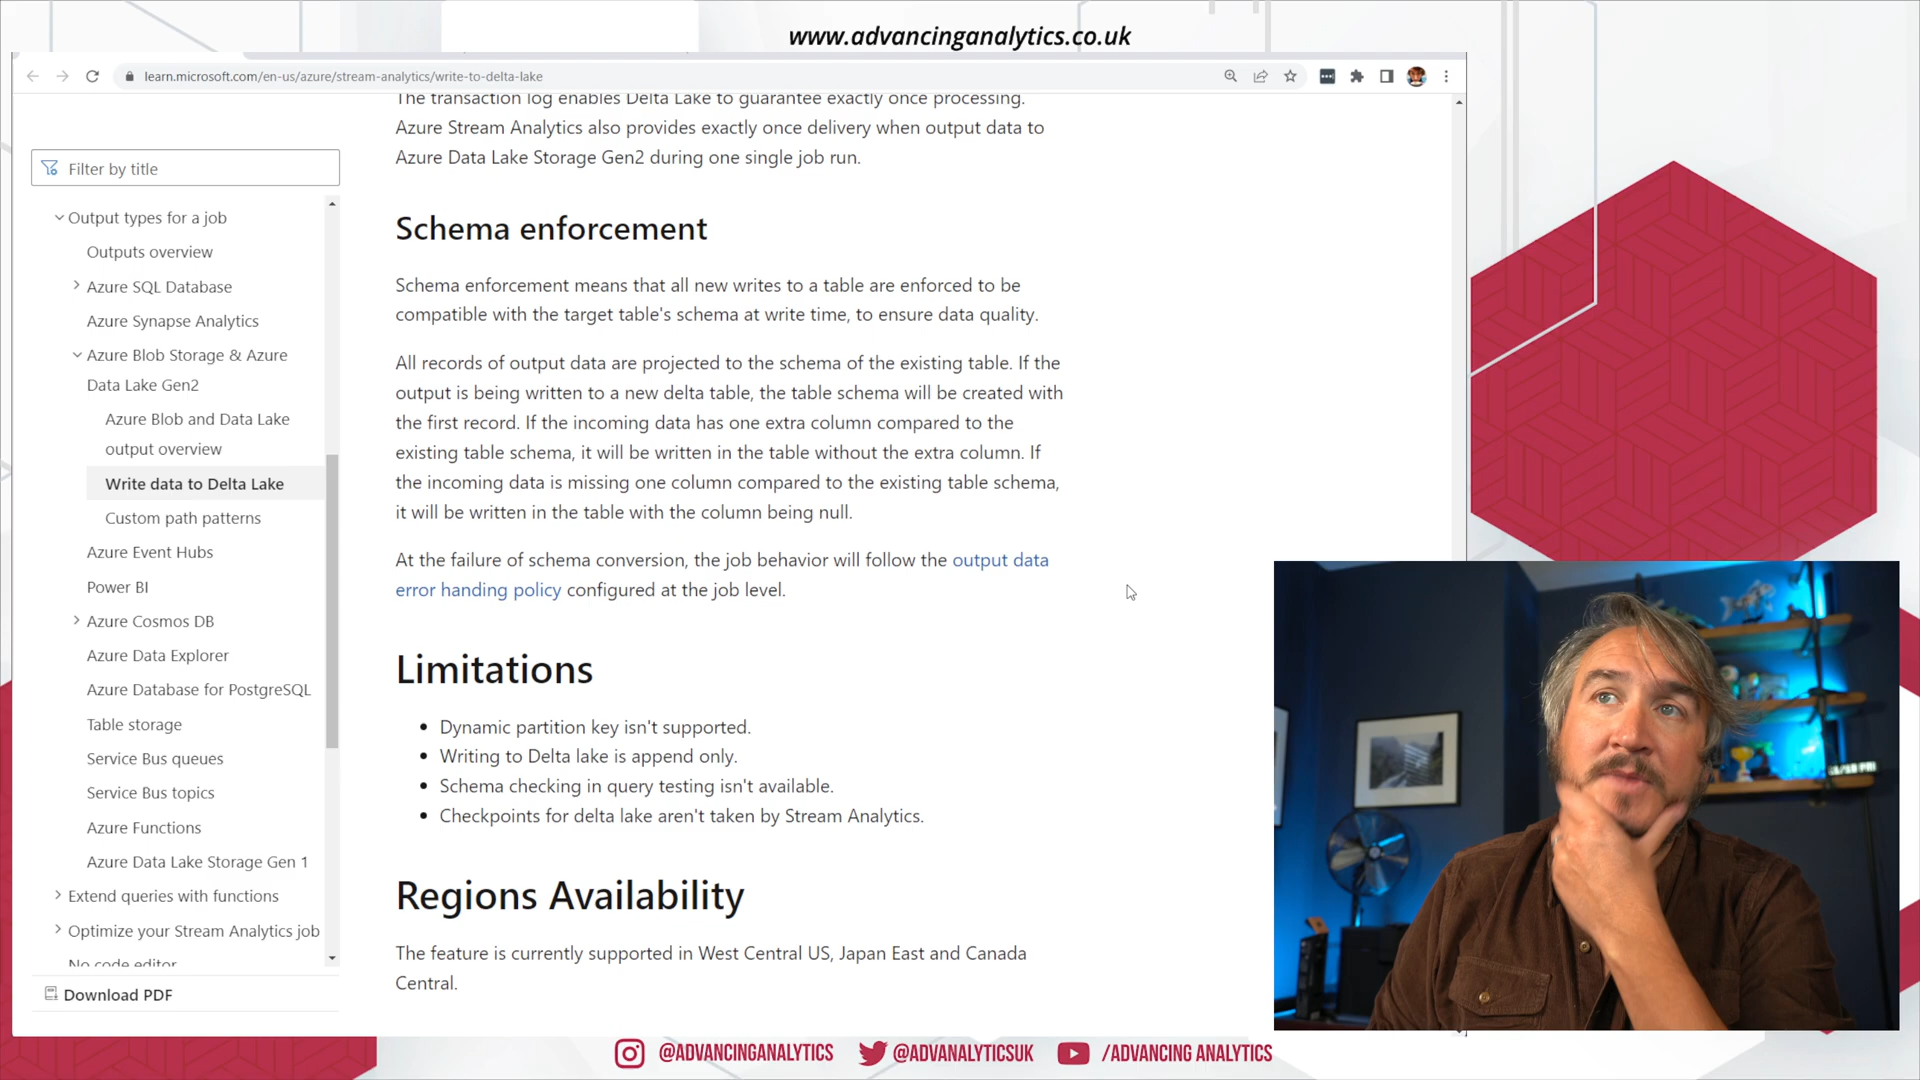 www.advancinganalytics.co.uk
learn.microsoft.com/en-us/azure/stream-analytics/write-to-delta-lake
Filter by title
Output types for a job
Outputs overview
Azure SQL Database
Azure Synapse Analytics
Azure Blob Storage & Azure
Data Lake Gen2
Azure Blob and Data Lake
output overview
Write data to Delta Lake
Custom path patterns
Azure Event Hubs
Power BI
Azure Cosmos DB
Azure Data Explorer
Azure Database for PostgreSQL
Table storage
Service Bus queues
Service Bus topics
Azure Functions
Azure Data Lake Storage Gen 1
Extend queries with functions
Optimize your Stream Analytics job
No code editor
Download PDF
The transaction log enables Delta Lake to guarantee exactly once processing.
Azure Stream Analytics also provides exactly once delivery when output data to
Azure Data Lake Storage Gen2 during one single job run.
Schema enforcement
Schema enforcement means that all new writes to a table are enforced to be
compatible with the target table's schema at write time, to ensure data quality.
All records of output data are projected to the schema of the existing table. If the
output is being written to a new delta table, the table schema will be created with
the first record. If the incoming data has one extra column compared to the
existing table schema, it will be written in the table without the extra column. If
the incoming data is missing one column compared to the existing table schema,
it will be written in the table with the column being null.
At the failure of schema conversion, the job behavior will follow the output data
error handing policy configured at the job level.
Limitations
• Dynamic partition key isn't supported.
• Writing to Delta lake is append only.
• Schema checking in query testing isn't available.
• Checkpoints for delta lake aren't taken by Stream Analytics.
Regions Availability
The feature is currently supported in West Central US, Japan East and Canada
Central.
@ADVANCINGANALYTICS @ADVANALYTICSUK /ADVANCING ANALYTICS